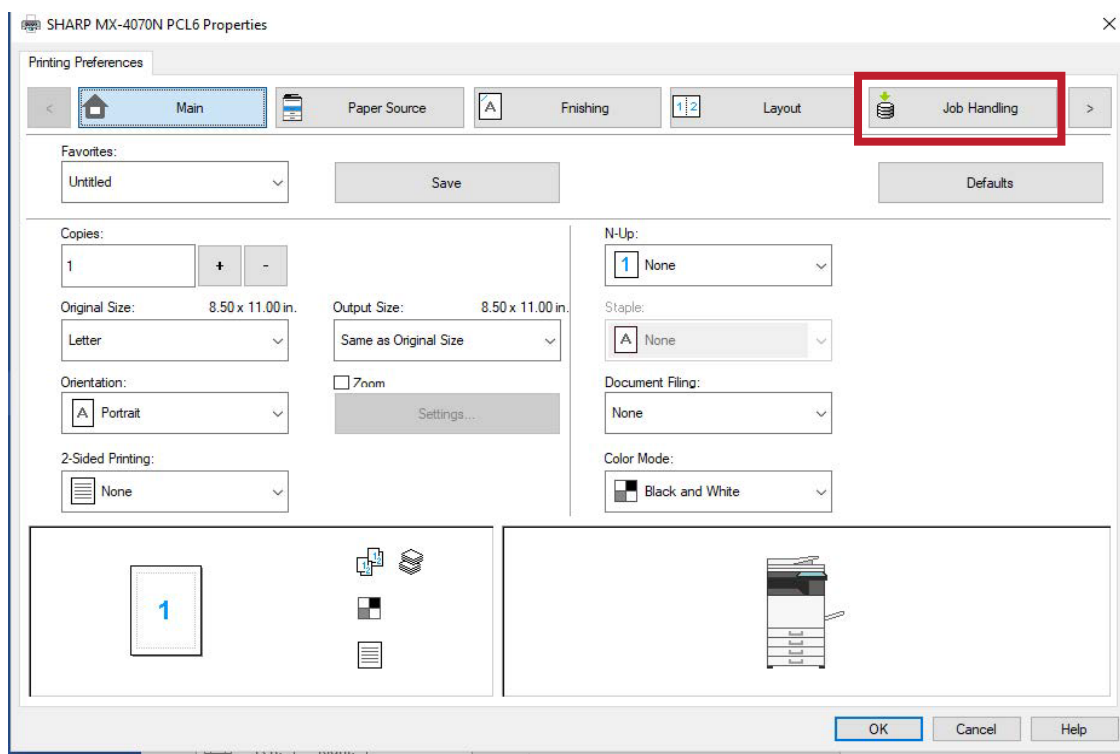 SHARP MX-4070N PCL6 Properties
Printing Preferences
< Main Paper Source Fnishing Layout Job Handling >
Favorites:
Untitled Save Defaults
Copies: N-Up:
1 + - 1 None
Original Size: 8.50 x 11.00 in. Output Size: 8.50 x 11.00 in. Staple:
Letter Same as Original Size A None
Orientation: Zoom Document Filing:
A Portrait Settings... None
2-Sided Printing: Color Mode:
None Black and White
1
OK Cancel Help